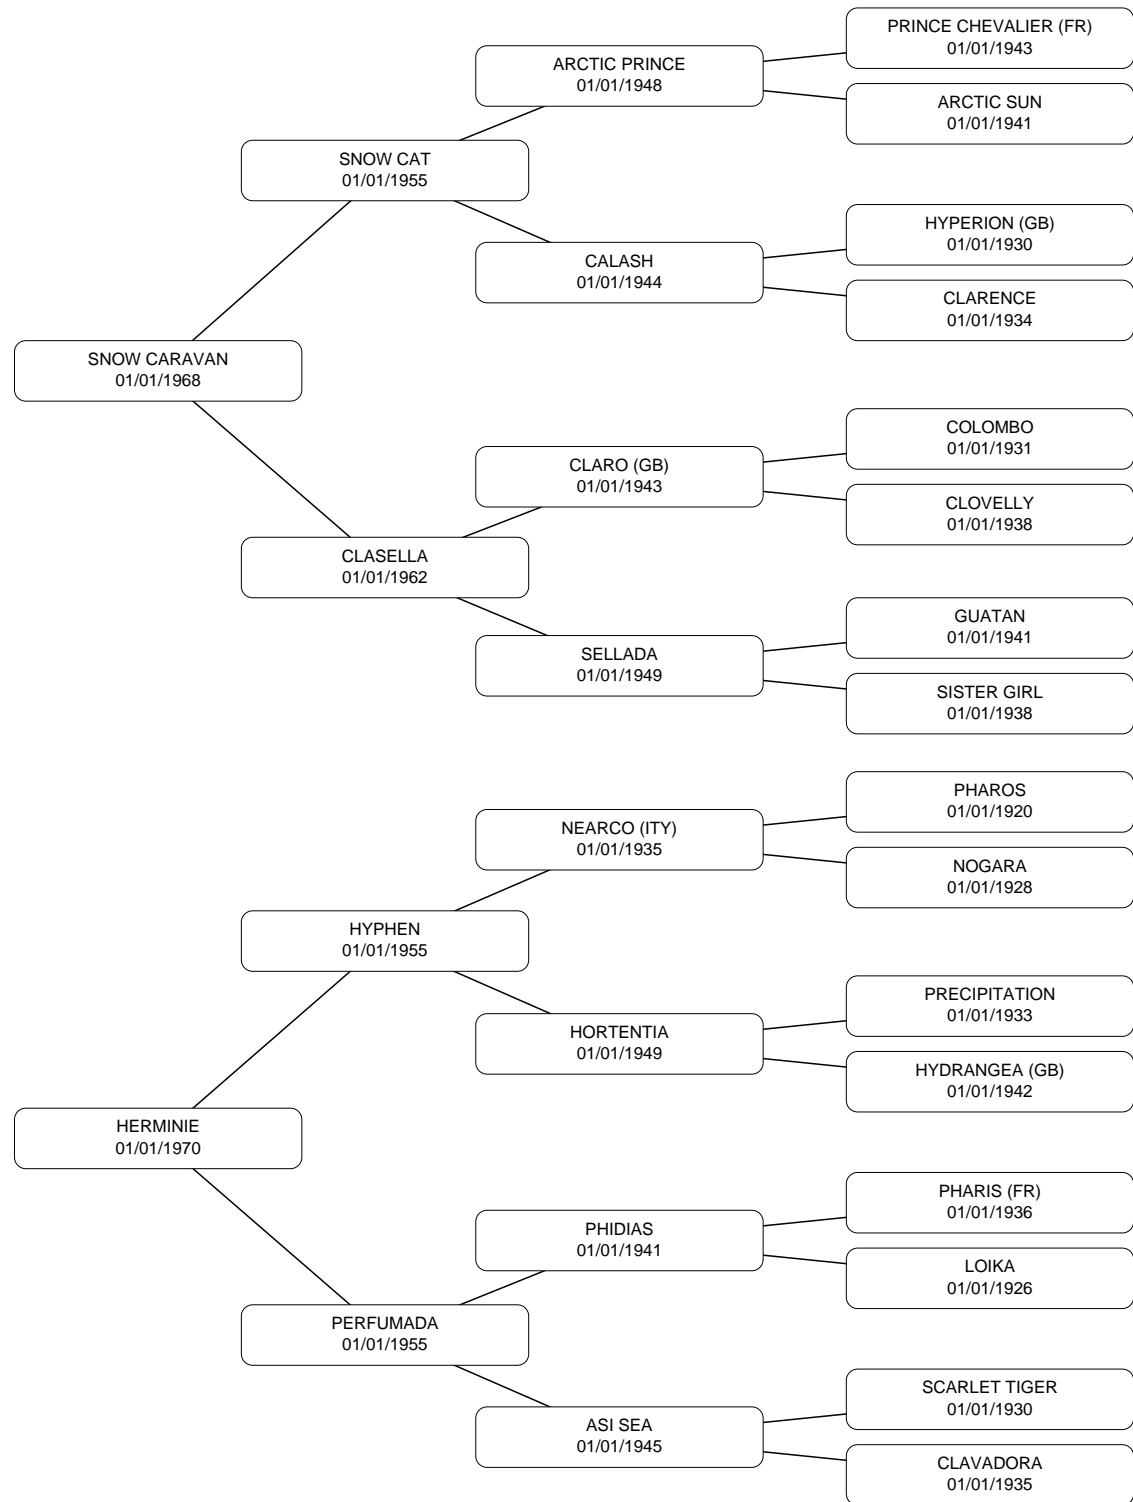 PRINCE CHEVALIER (FR)
01/01/1943
ARCTIC PRINCE
01/01/1948
ARCTIC SUN
01/01/1941
SNOW CAT
01/01/1955
HYPERION (GB)
01/01/1930
CALASH
01/01/1944
CLARENCE
01/01/1934
SNOW CARAVAN
01/01/1968
COLOMBO
01/01/1931
CLARO (GB)
01/01/1943
CLOVELLY
01/01/1938
CLASELLA
01/01/1962
GUATAN
01/01/1941
SELLADA
01/01/1949
SISTER GIRL
01/01/1938
PHAROS
01/01/1920
NEARCO (ITY)
01/01/1935
NOGARA
01/01/1928
HYPHEN
01/01/1955
PRECIPITATION
01/01/1933
HORTENTIA
01/01/1949
HYDRANGEA (GB)
01/01/1942
HERMINIE
01/01/1970
PHARIS (FR)
01/01/1936
PHIDIAS
01/01/1941
LOIKA
01/01/1926
PERFUMADA
01/01/1955
SCARLET TIGER
01/01/1930
ASI SEA
01/01/1945
CLAVADORA
01/01/1935